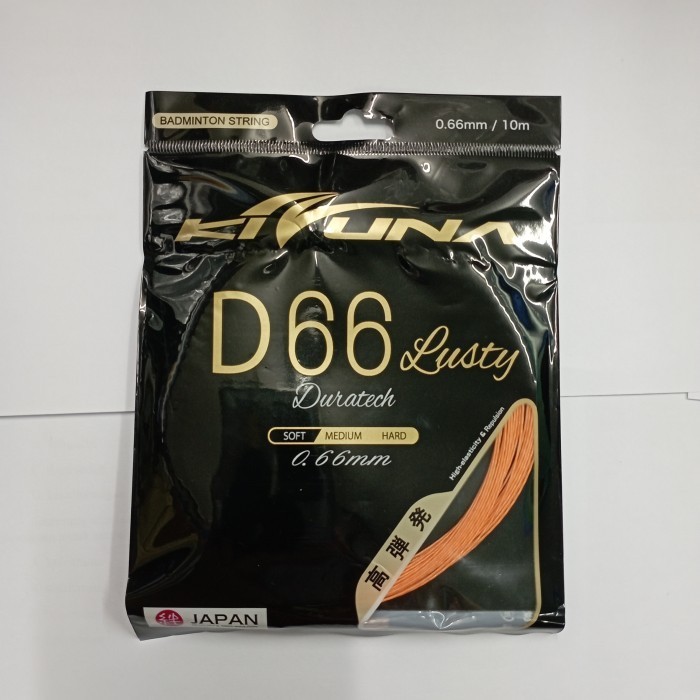 BADMINTON STRING
0.66mm / 10m
KIZUNA
D66 Lusty
Duratech
SOFT MEDIUM HARD
0.66mm
High-elasticity & Repulsion
高弾発
絆 JAPAN